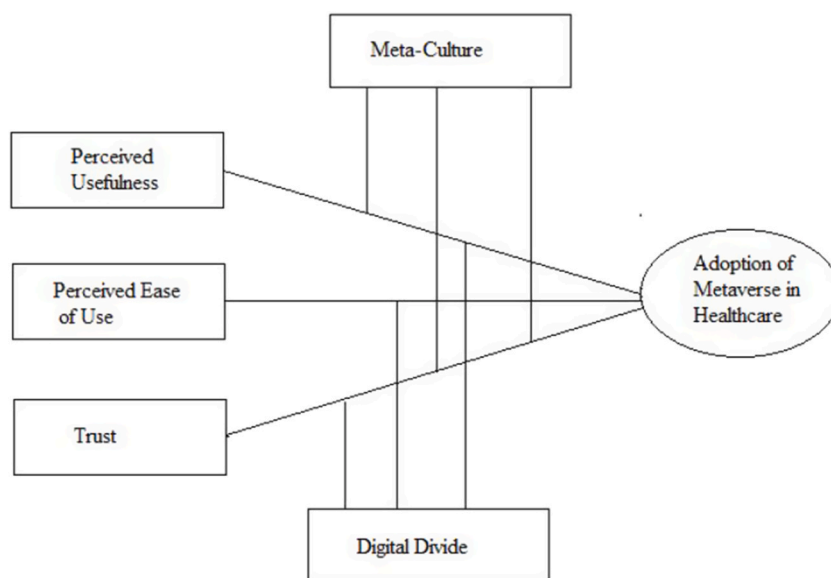 Meta-Culture
Perceived
Usefulness
Perceived Ease
of Use
Adoption of
Metaverse in
Healthcare
Trust
Digital Divide